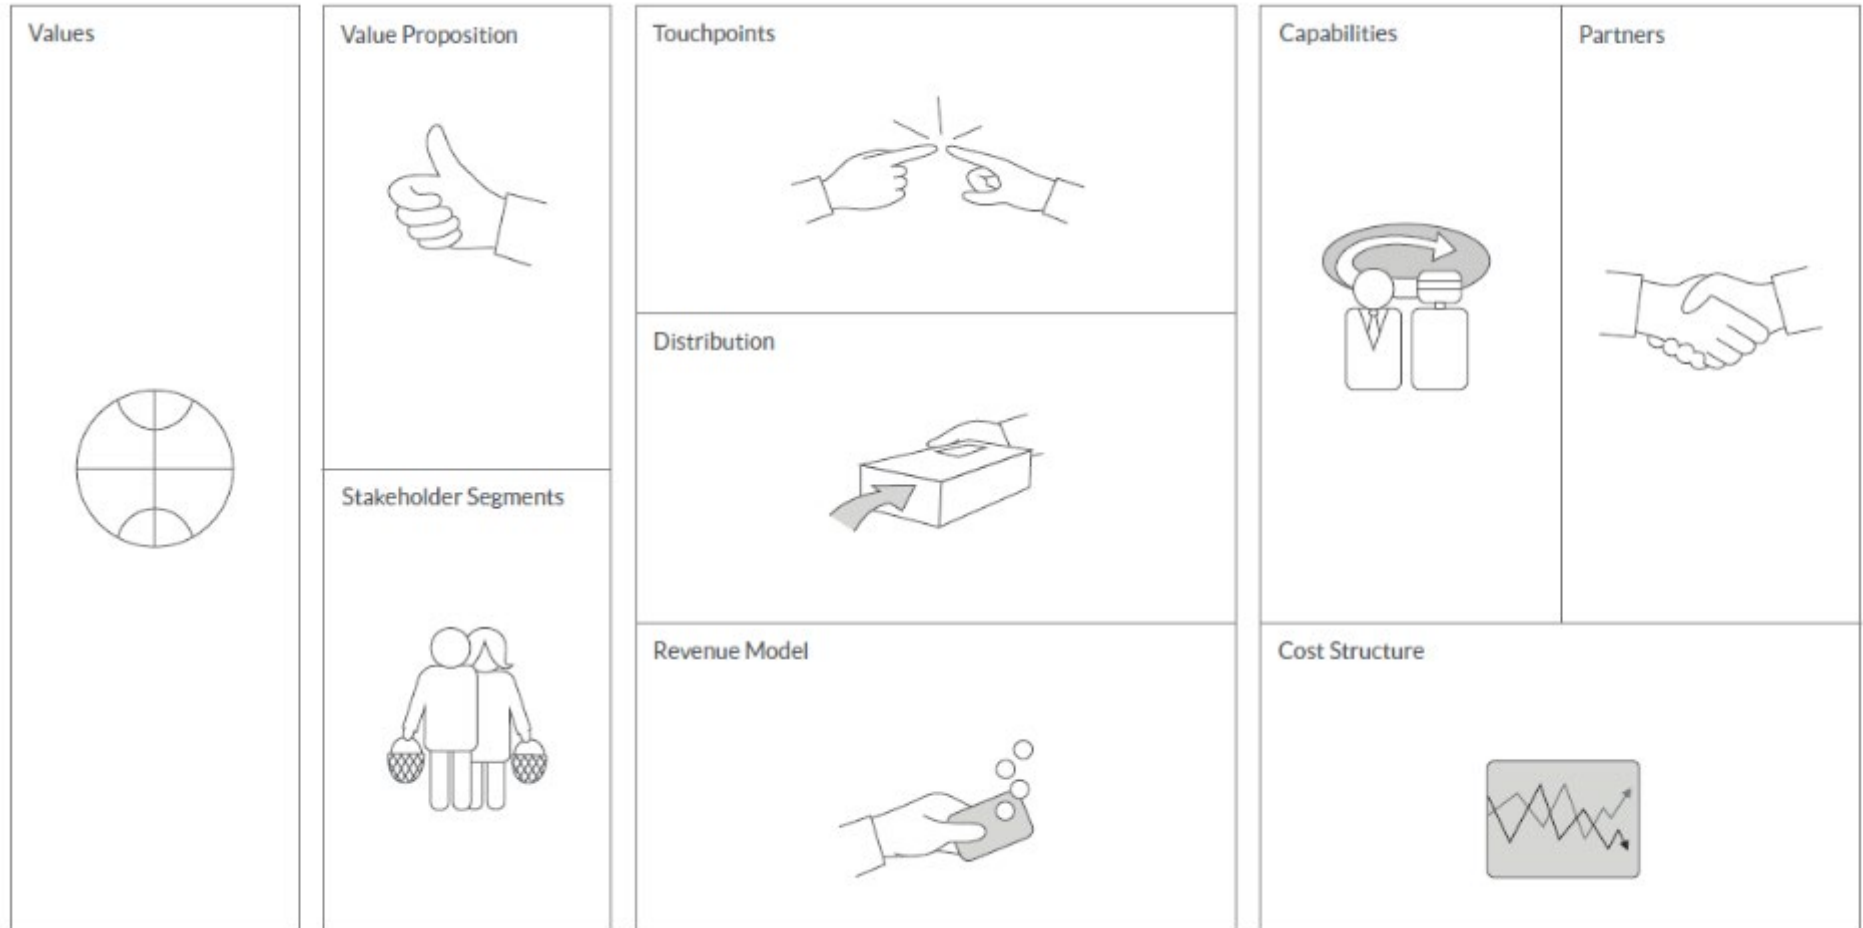 Values
Value Proposition
Stakeholder Segments
Touchpoints
Distribution
Revenue Model
Capabilities
Partners
Cost Structure